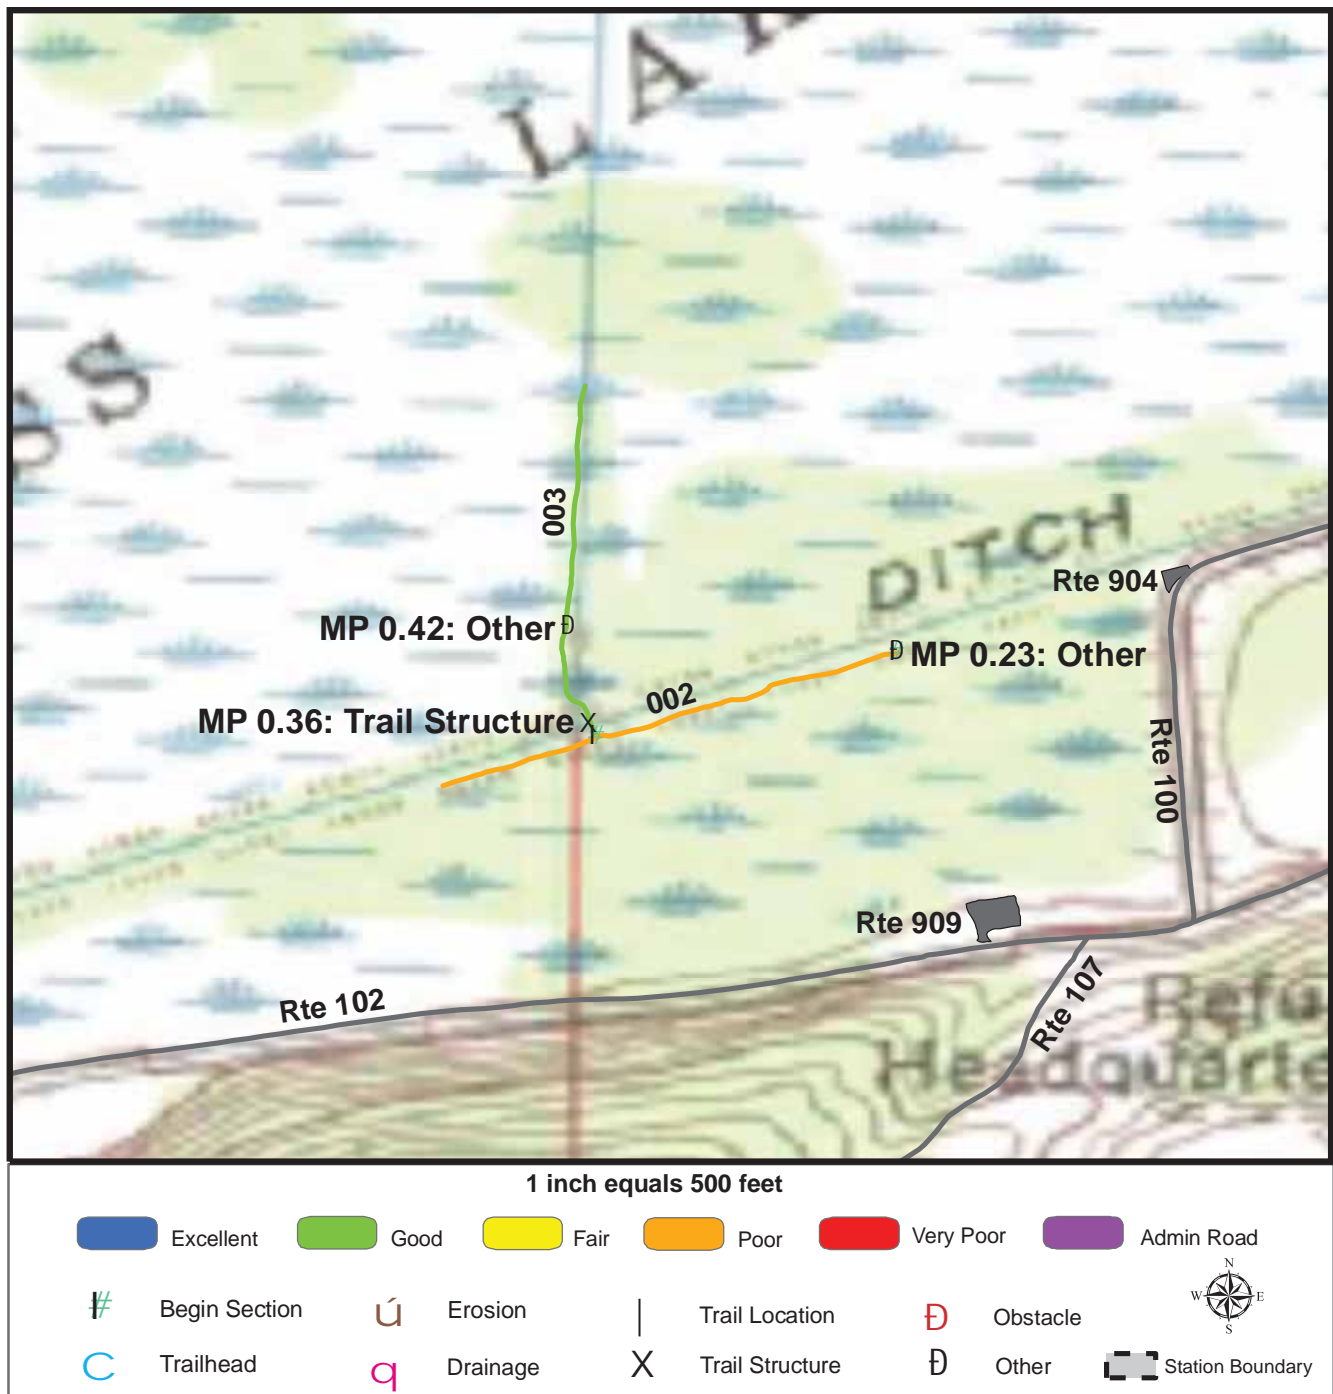 LA
DS
003
DITCH
Rte 904
MP 0.42: Other Đ
Đ MP 0.23: Other
002
MP 0.36: Trail Structure X
Rte 100
Rte 909
Rte 102
Rte 107
Refu
Headquarte
1 inch equals 500 feet
Excellent Good Fair Poor Very Poor Admin Road
# Begin Section ú Erosion | Trail Location Đ Obstacle
C Trailhead q Drainage X Trail Structure Đ Other Station Boundary
N
W E
S